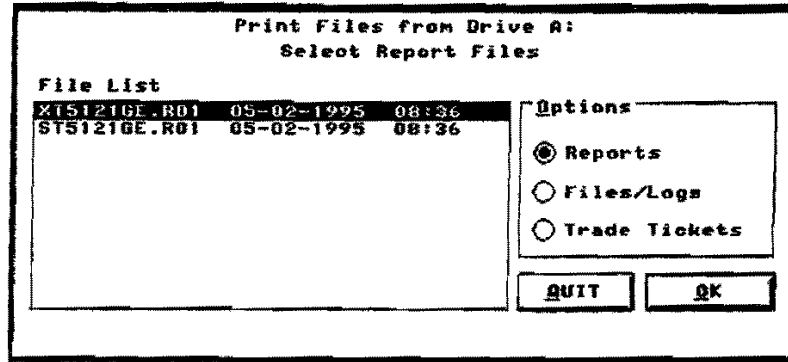 Print Files from Drive A:
Select Report Files
File List
XT5121GE.R01 05-02-1995 08:36
ST5121GE.R01 05-02-1995 08:36
Options
Reports
Files/Logs
Trade Tickets
QUIT
OK